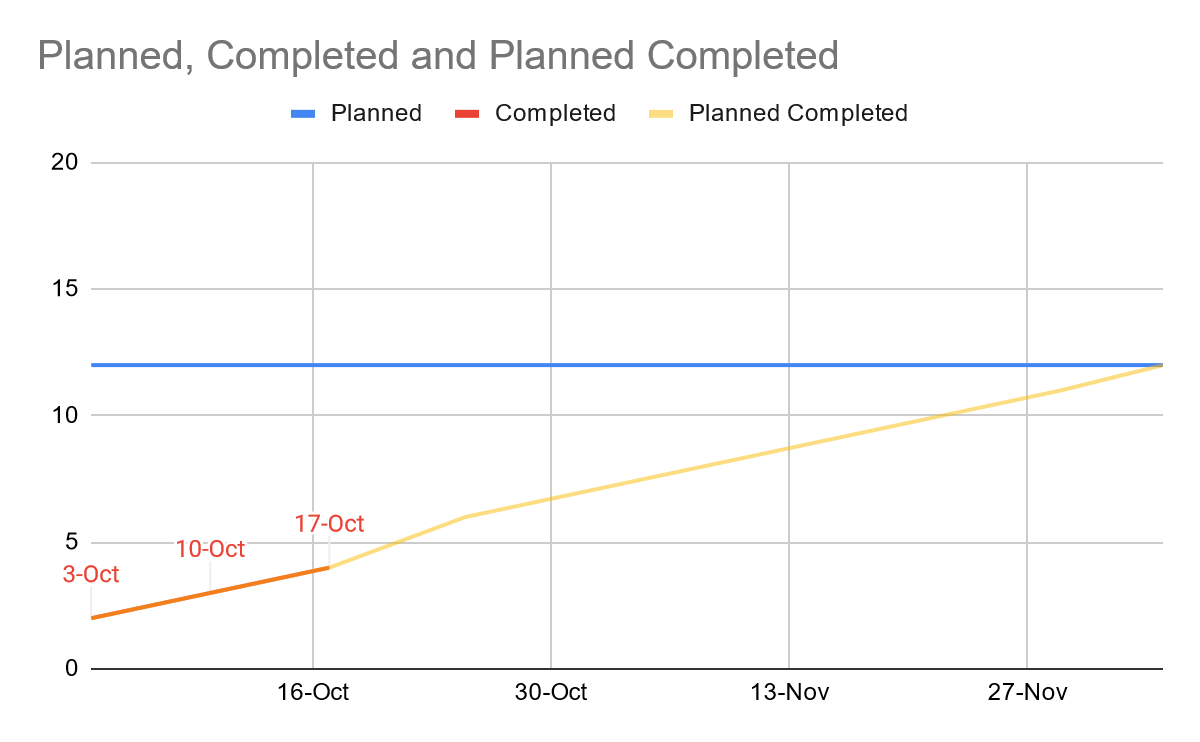 Planned, Completed and Planned Completed
Planned Completed Planned Completed
20
15
10
5
0
17-Oct
10-Oct
3-Oct
16-Oct 30-Oct 13-Nov 27-Nov